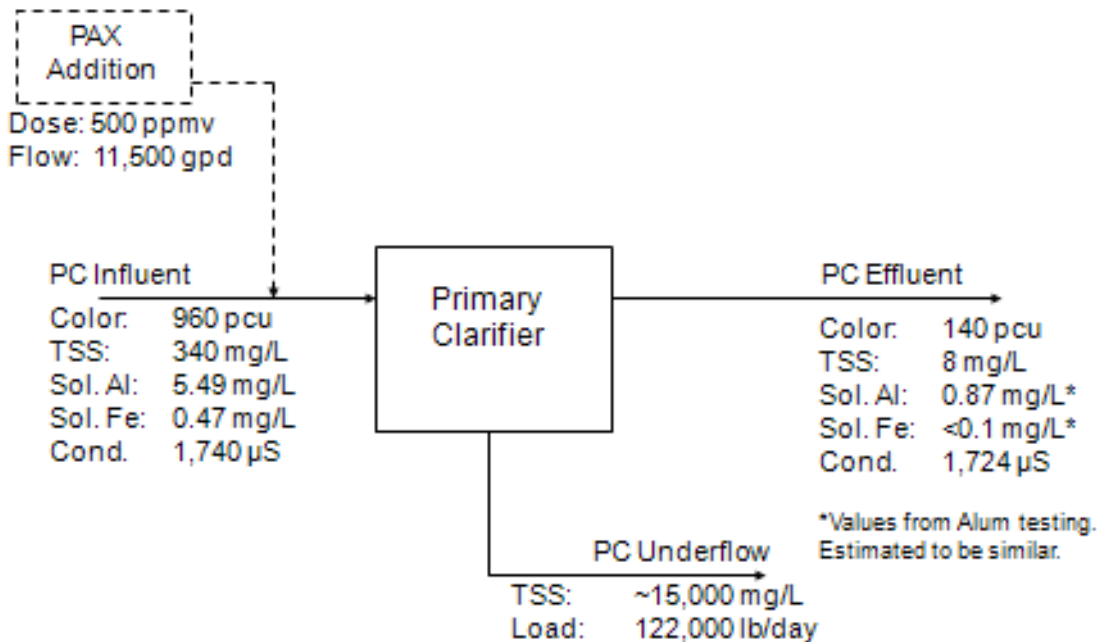 PAX
Addition
Dose: 500 ppmv
Flow: 11,500 gpd
PC Influent
Color: 960 pcu
TSS: 340 mg/L
Sol. Al: 5.49 mg/L
Sol. Fe: 0.47 mg/L
Cond. 1,740 µS
Primary
Clarifier
PC Effluent
Color: 140 pcu
TSS: 8 mg/L
Sol. Al: 0.87 mg/L*
Sol. Fe: <0.1 mg/L*
Cond. 1,724 µS
*Values from Alum testing.
Estimated to be similar.
PC Underflow
TSS: ~15,000 mg/L
Load: 122,000 lb/day